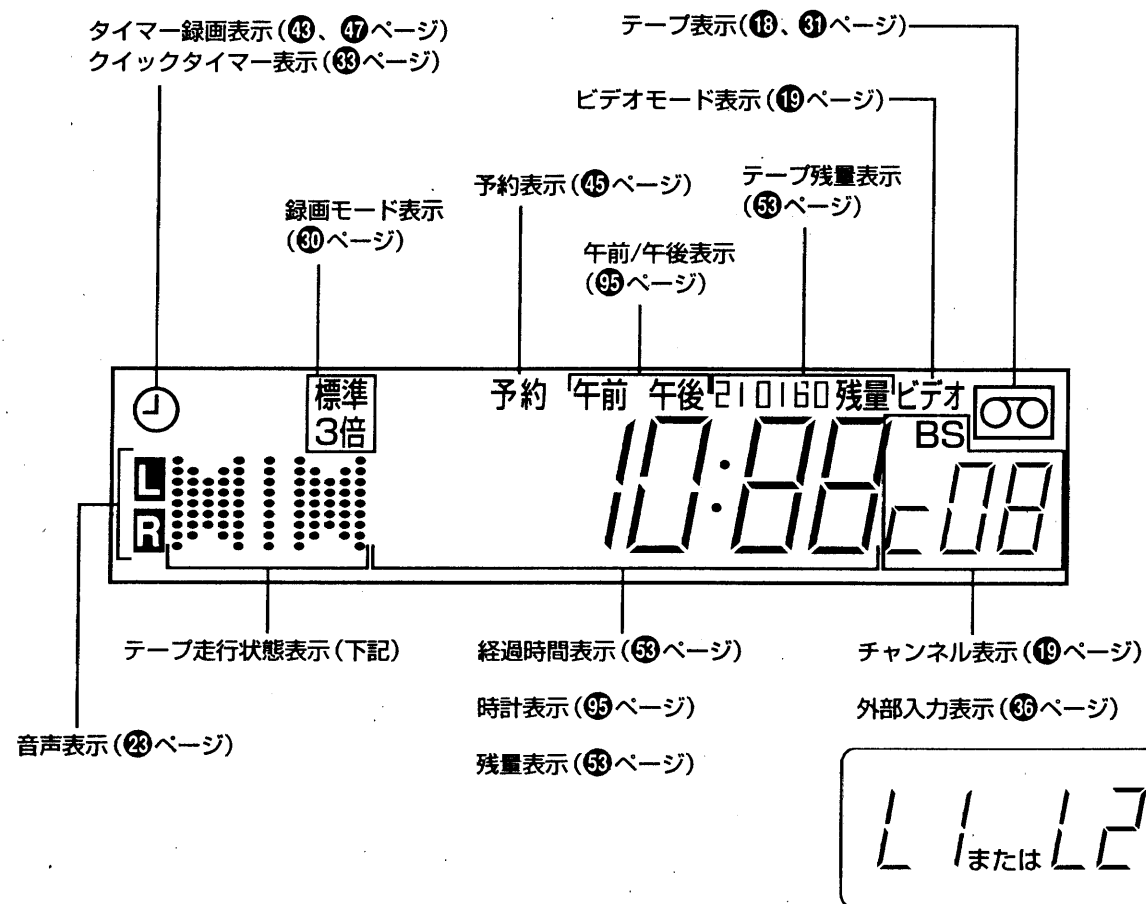 タイマー録画表示(43、47ページ)
クイックタイマー表示(33ページ)
テープ表示(18、31ページ)
ビデオモード表示(19ページ)
予約表示(45ページ)
テープ残量表示
(53ページ)
録画モード表示
(30ページ)
午前/午後表示
(95ページ)
標準
3倍
予約 午前 午後 210160 残量 ビデオ
BS
L
R
10:88
c08
テープ走行状態表示(下記)
経過時間表示(53ページ)
チャンネル表示(19ページ)
時計表示(95ページ)
外部入力表示(36ページ)
音声表示(23ページ)
残量表示(53ページ)
L1または L2